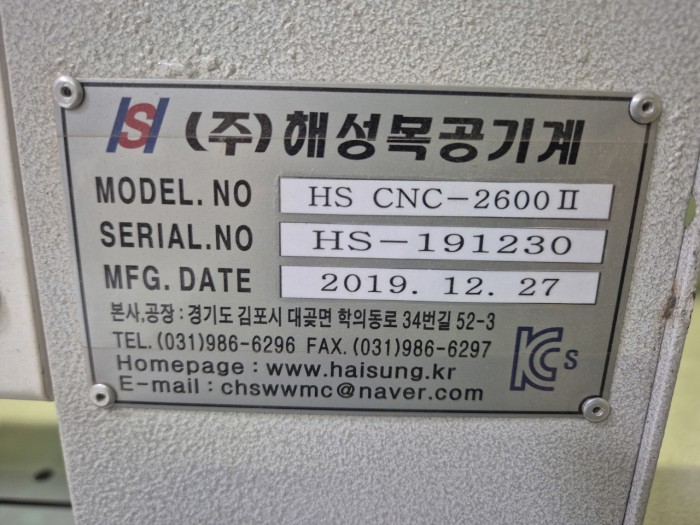 HS (주)해성목공기계
MODEL.NO HS CNC-2600Ⅱ
SERIAL.NO HS-191230
MFG. DATE 2019. 12. 27
본사,공장 : 경기도 김포시 대곶면 학의동로 34번길 52-3
TEL. (031)986-6296 FAX. (031)986-6297
Homepage : www.haisung.kr
E-mail : chswwmc@naver.com
KCs